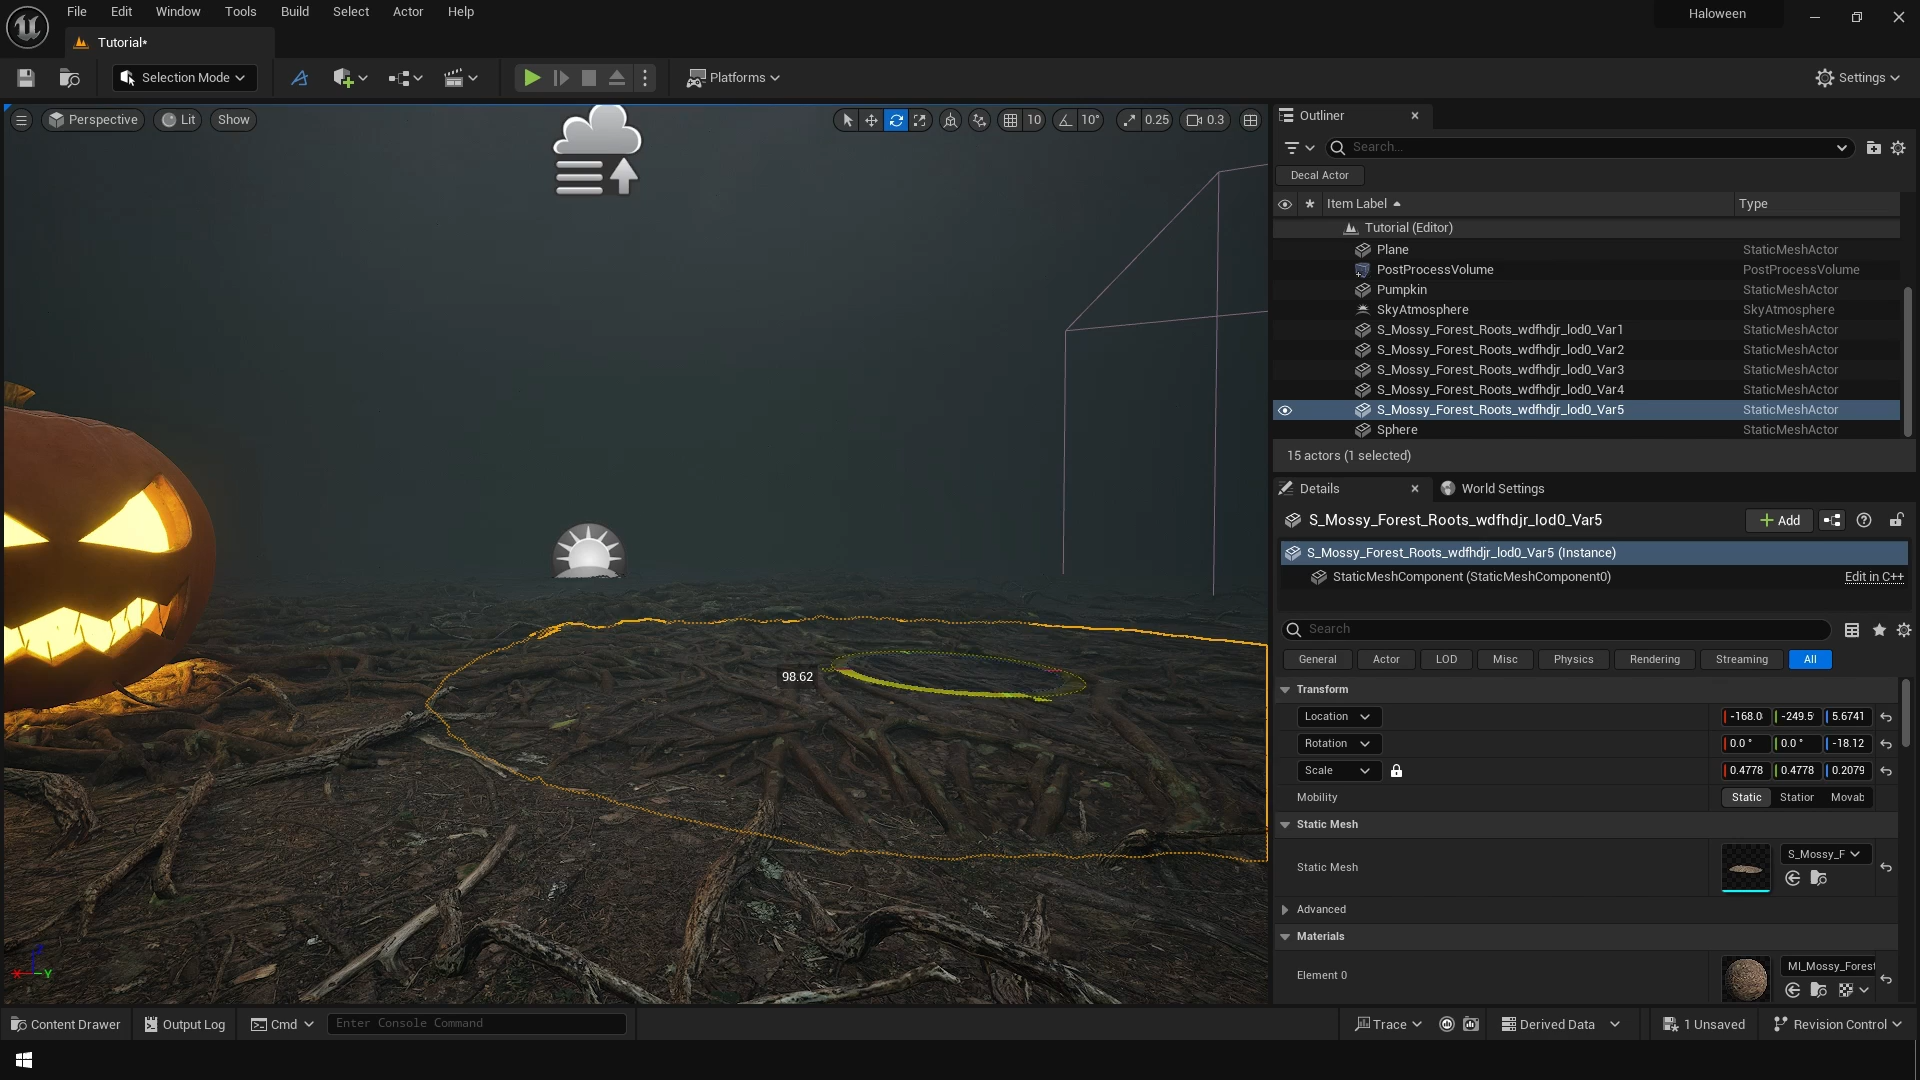 File Edit Window Tools Build Select Actor Help
Haloween
Tutorial*
Selection Mode
Platforms
Settings
Perspective
Lit
Show
10
10°
0.25
0.3
Outliner
Search...
Decal Actor
Item Label
Type
Tutorial (Editor)
Plane StaticMeshActor
PostProcessVolume PostProcessVolume
Pumpkin StaticMeshActor
SkyAtmosphere SkyAtmosphere
S_Mossy_Forest_Roots_wdfhdjr_lod0_Var1 StaticMeshActor
S_Mossy_Forest_Roots_wdfhdjr_lod0_Var2 StaticMeshActor
S_Mossy_Forest_Roots_wdfhdjr_lod0_Var3 StaticMeshActor
S_Mossy_Forest_Roots_wdfhdjr_lod0_Var4 StaticMeshActor
S_Mossy_Forest_Roots_wdfhdjr_lod0_Var5 StaticMeshActor
Sphere StaticMeshActor
15 actors (1 selected)
98.62
X
Y
Details
World Settings
S_Mossy_Forest_Roots_wdfhdjr_lod0_Var5
Add
S_Mossy_Forest_Roots_wdfhdjr_lod0_Var5 (Instance)
StaticMeshComponent (StaticMeshComponent0) Edit in C++
Search
General Actor LOD Misc Physics Rendering Streaming All
Transform
Location -168.0 -249.5 5.6741
Rotation 0.0 ° 0.0 ° -18.12
Scale 0.4778 0.4778 0.2079
Mobility Static Station Movab
Static Mesh
Static Mesh S_Mossy_F
Advanced
Materials
Element 0 MI_Mossy_Forest
Content Drawer
Output Log
Cmd
Enter Console Command
Trace
Derived Data
1 Unsaved
Revision Control